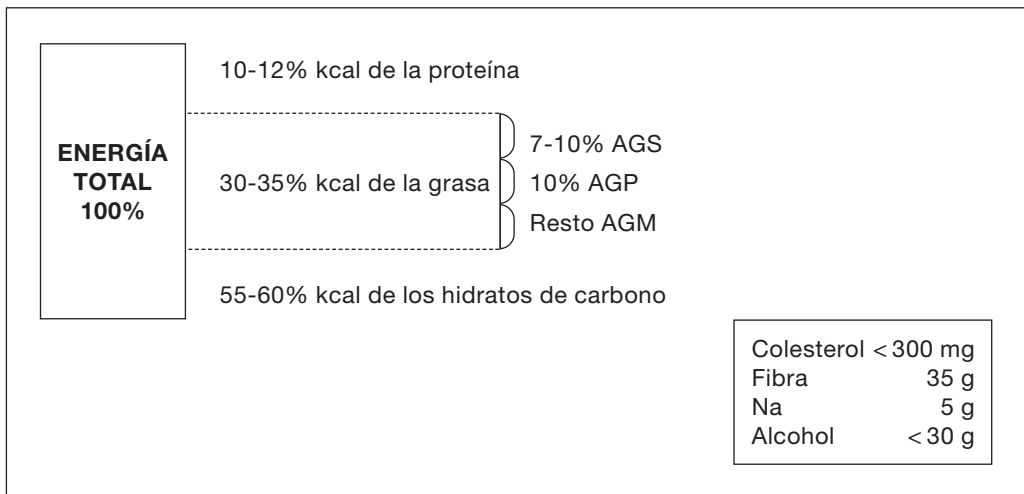 10-12% kcal de la proteína
ENERGÍA
TOTAL
100%
30-35% kcal de la grasa
7-10% AGS
10% AGP
Resto AGM
55-60% kcal de los hidratos de carbono
Colesterol < 300 mg
Fibra 35 g
Na 5 g
Alcohol < 30 g